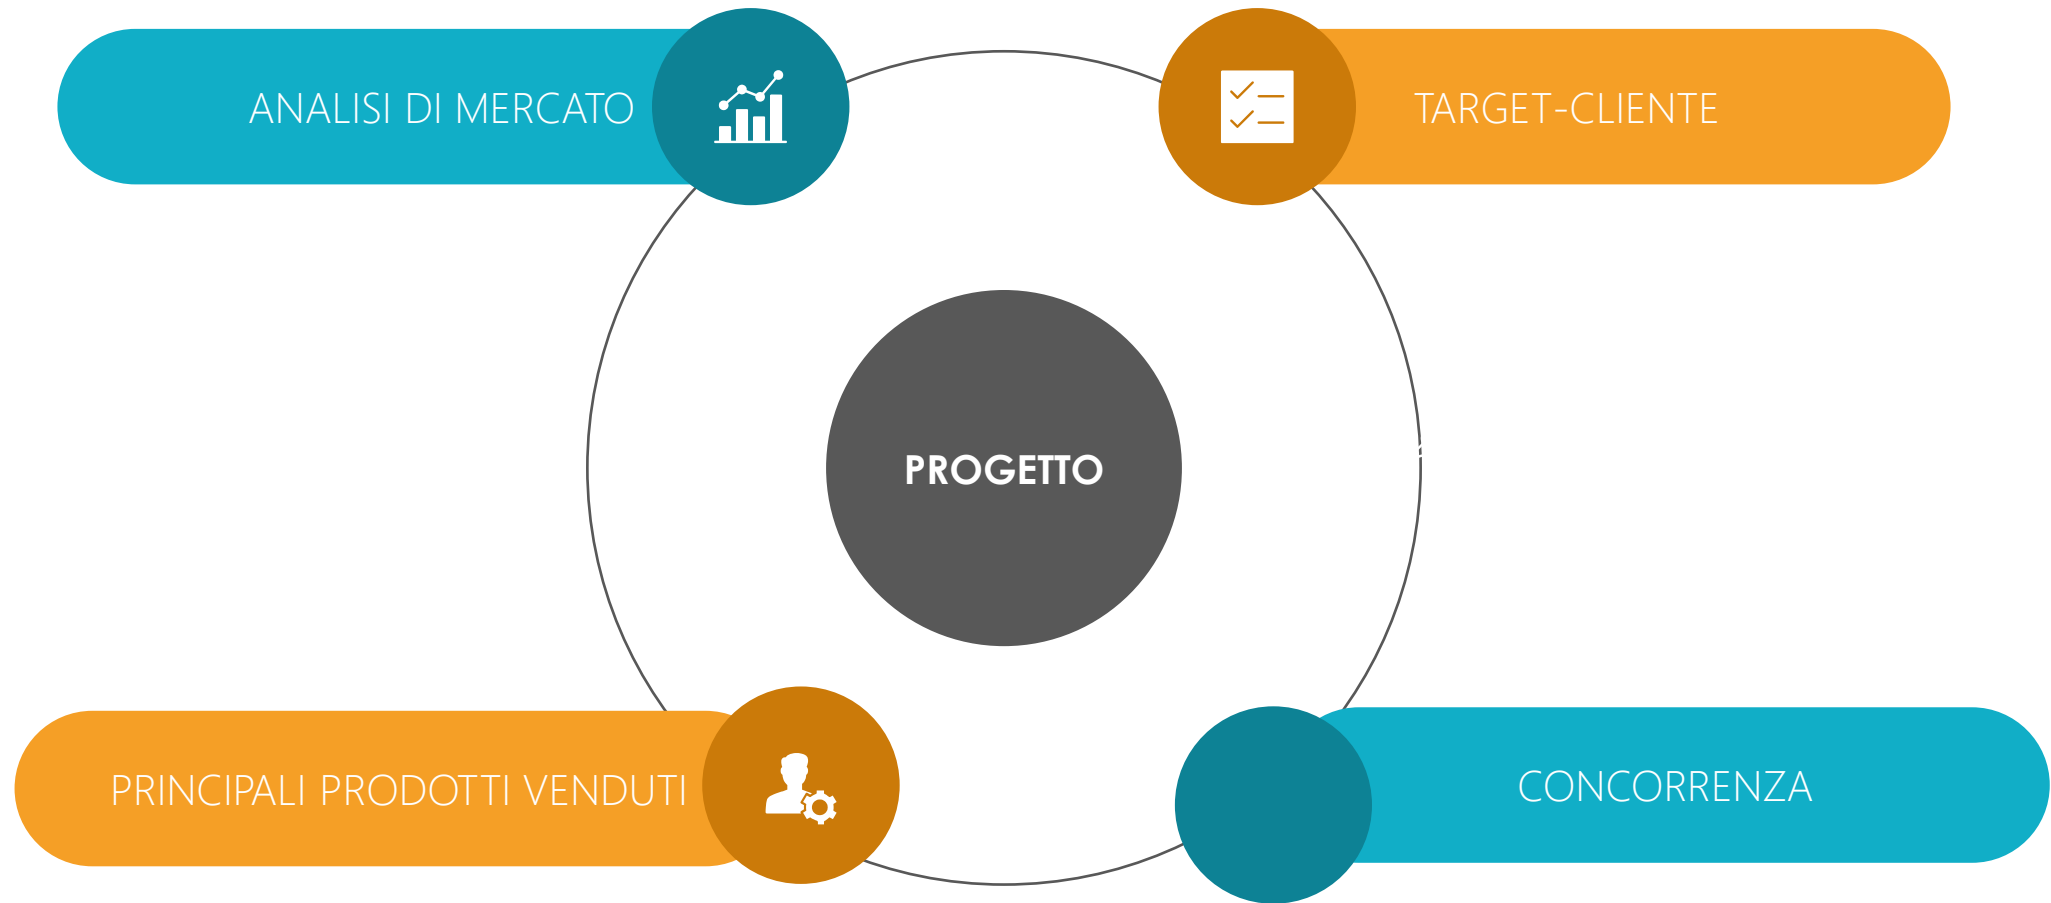 ANALISI DI MERCATO
TARGET-CLIENTE
PROGETTO
PRINCIPALI PRODOTTI VENDUTI
CONCORRENZA